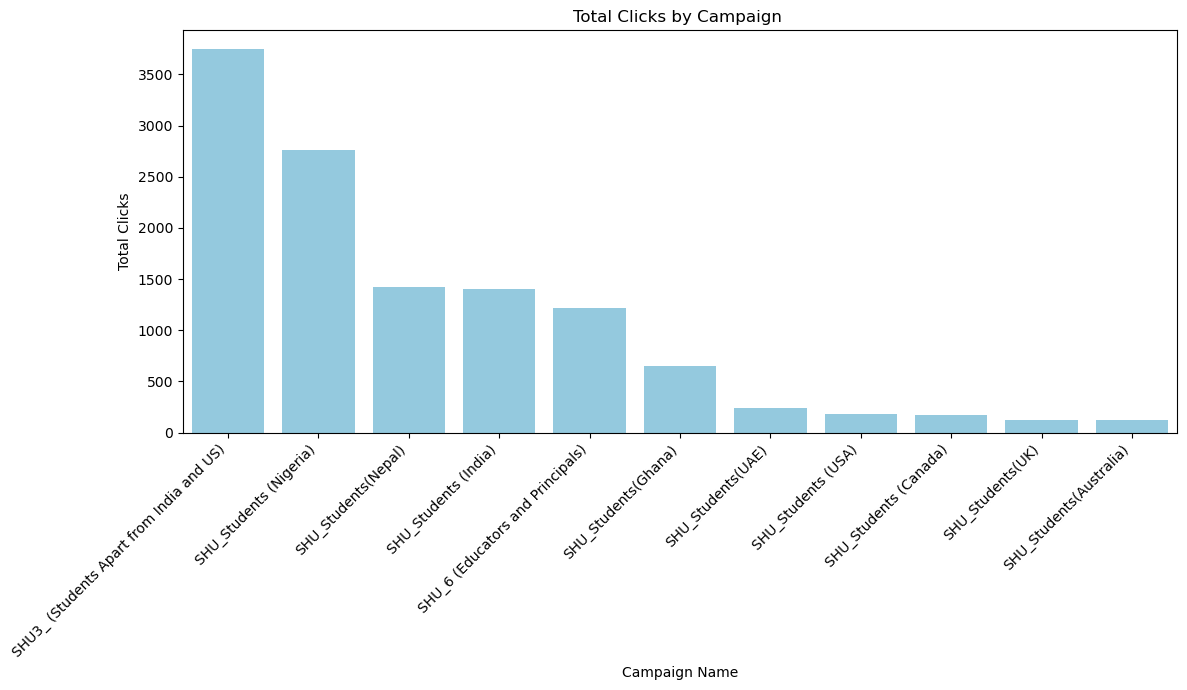 Total Clicks by Campaign
Total Clicks
3500
3000
2500
2000
1500
1000
500
0
SHU3_ (Students Apart from India and US)
SHU_Students (Nigeria)
SHU_Students(Nepal)
SHU_Students (India)
SHU_6 (Educators and Principals)
SHU_Students(Ghana)
SHU_Students(UAE)
SHU_Students (USA)
SHU_Students (Canada)
SHU_Students(UK)
SHU_Students(Australia)
Campaign Name